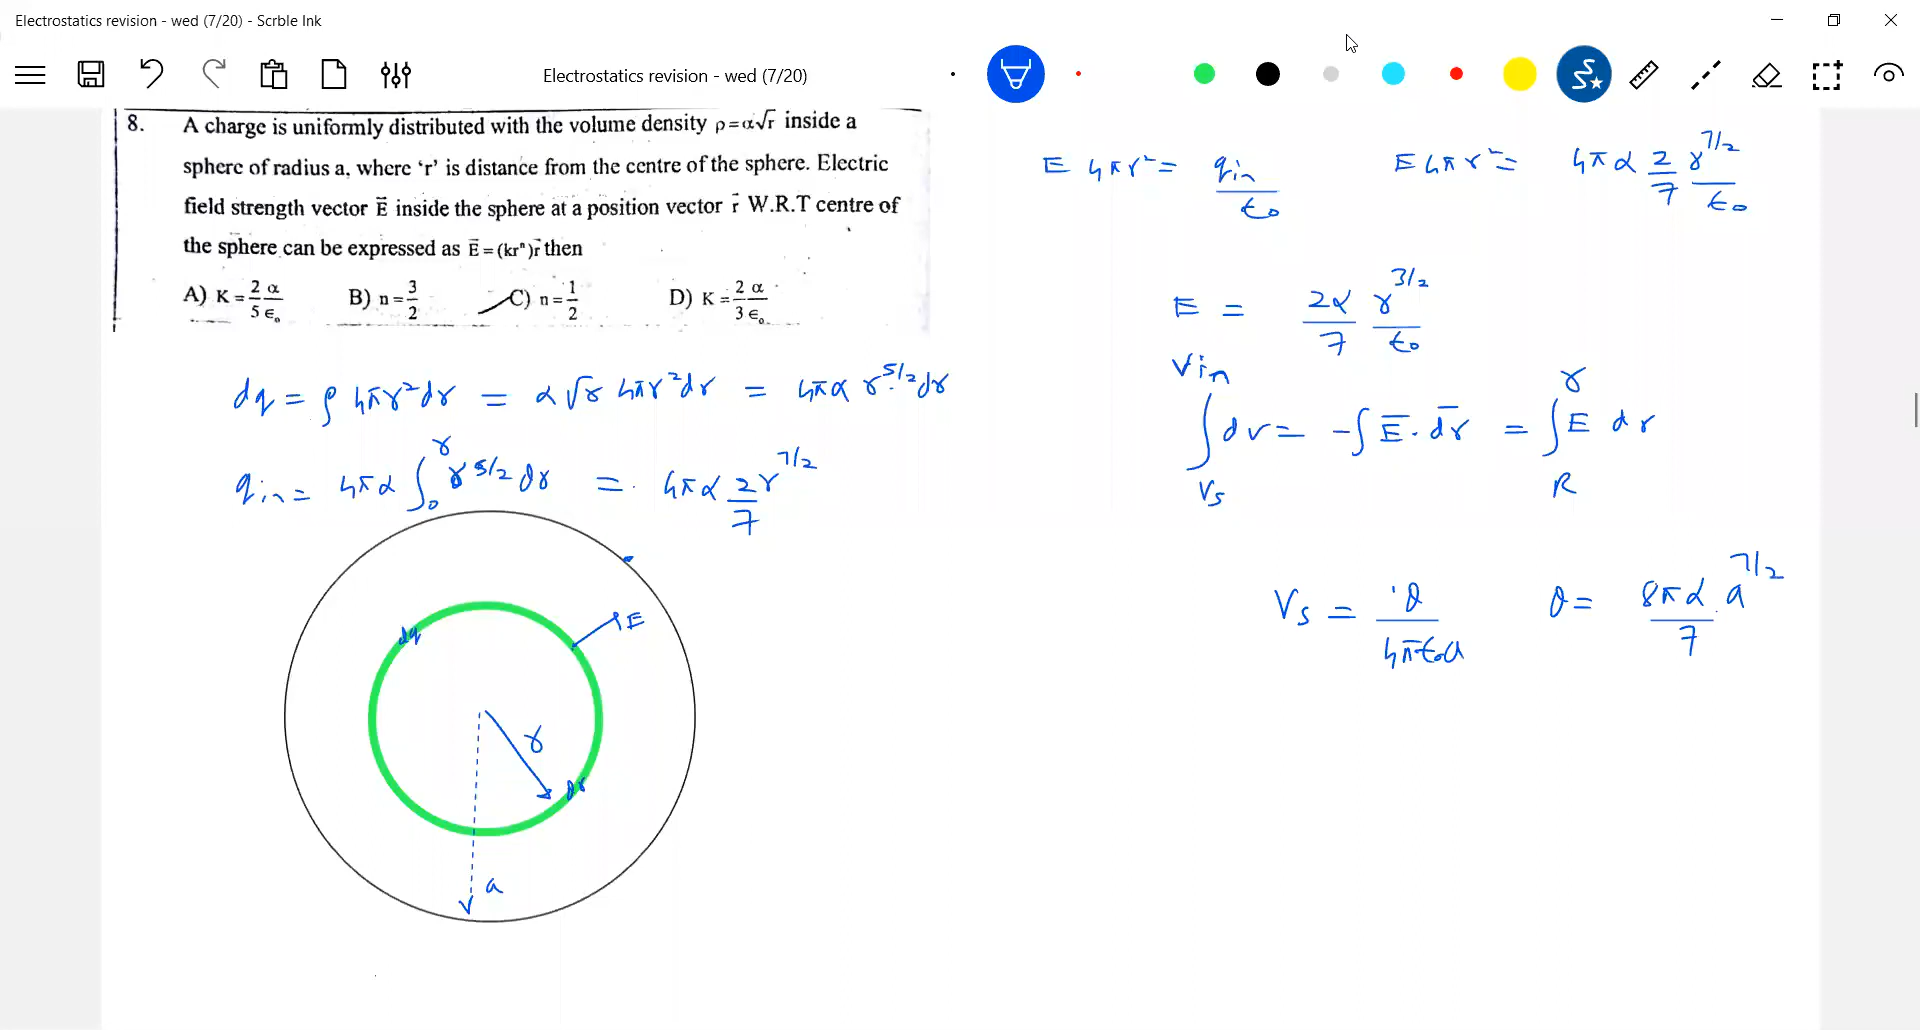 Electrostatics revision - wed (7/20) - Scrble Ink
Electrostatics revision - wed (7/20)
8. A charge is uniformly distributed with the volume density ρ=α√r inside a
sphere of radius a, where ‘r’ is distance from the centre of the sphere. Electric
field strength vector E⃗ inside the sphere at a position vector r⃗ W.R.T centre of
the sphere can be expressed as E⃗ = (krⁿ)r⃗ then
A) K = 2α/5ε₀ B) n = 3/2 C) n = 1/2 D) K = 2α/3ε₀
dq = ρ 4πr²dr = α√r 4πr²dr = 4πα r^(5/2) dr
q_in = 4πα ∫₀^r r^(5/2) dr = 4πα 2/7 r^(7/2)
dq
E
r
dr
a
E 4πr² = q_in/ε₀
E 4πr² = 4πα 2/7 r^(7/2)/ε₀
E = 2α/7 r^(3/2)/ε₀
∫_Vs^Vin dv = -∫ E̅ · d̅r = ∫_R^r E dr
Vs = Q/4πε₀a
Q = 8πα/7 a^(7/2)